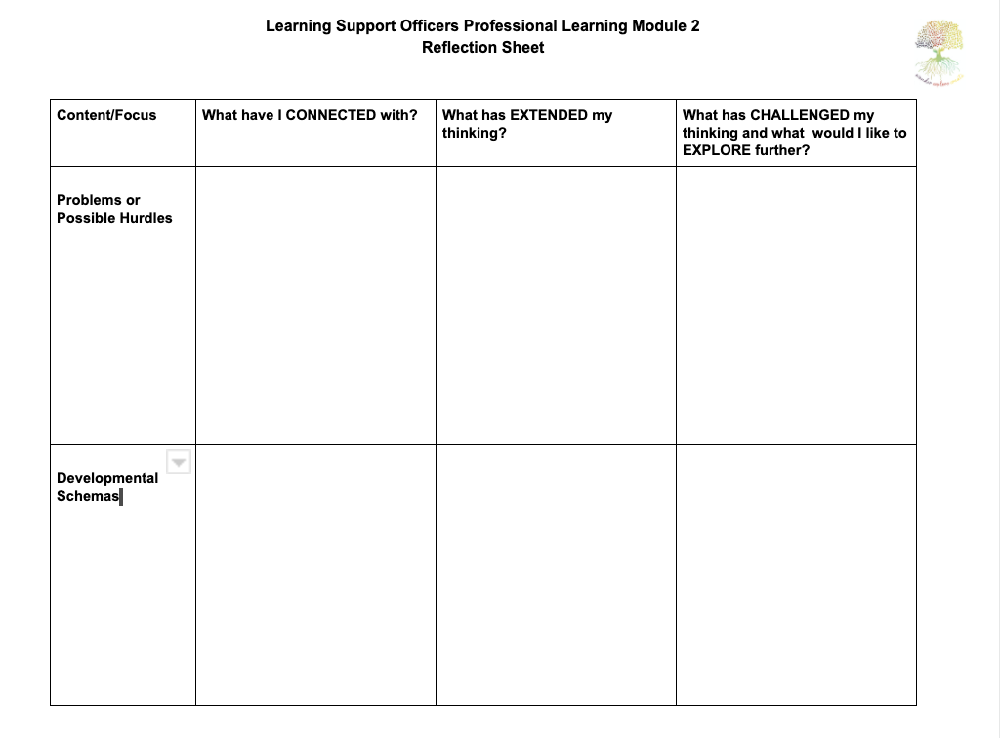 Learning Support Officers Professional Learning Module 2
Reflection Sheet
Content/Focus
What have I CONNECTED with?
What has EXTENDED my
thinking?
What has CHALLENGED my
thinking and what  would I like to
EXPLORE further?
Problems or
Possible Hurdles
Developmental
Schemas